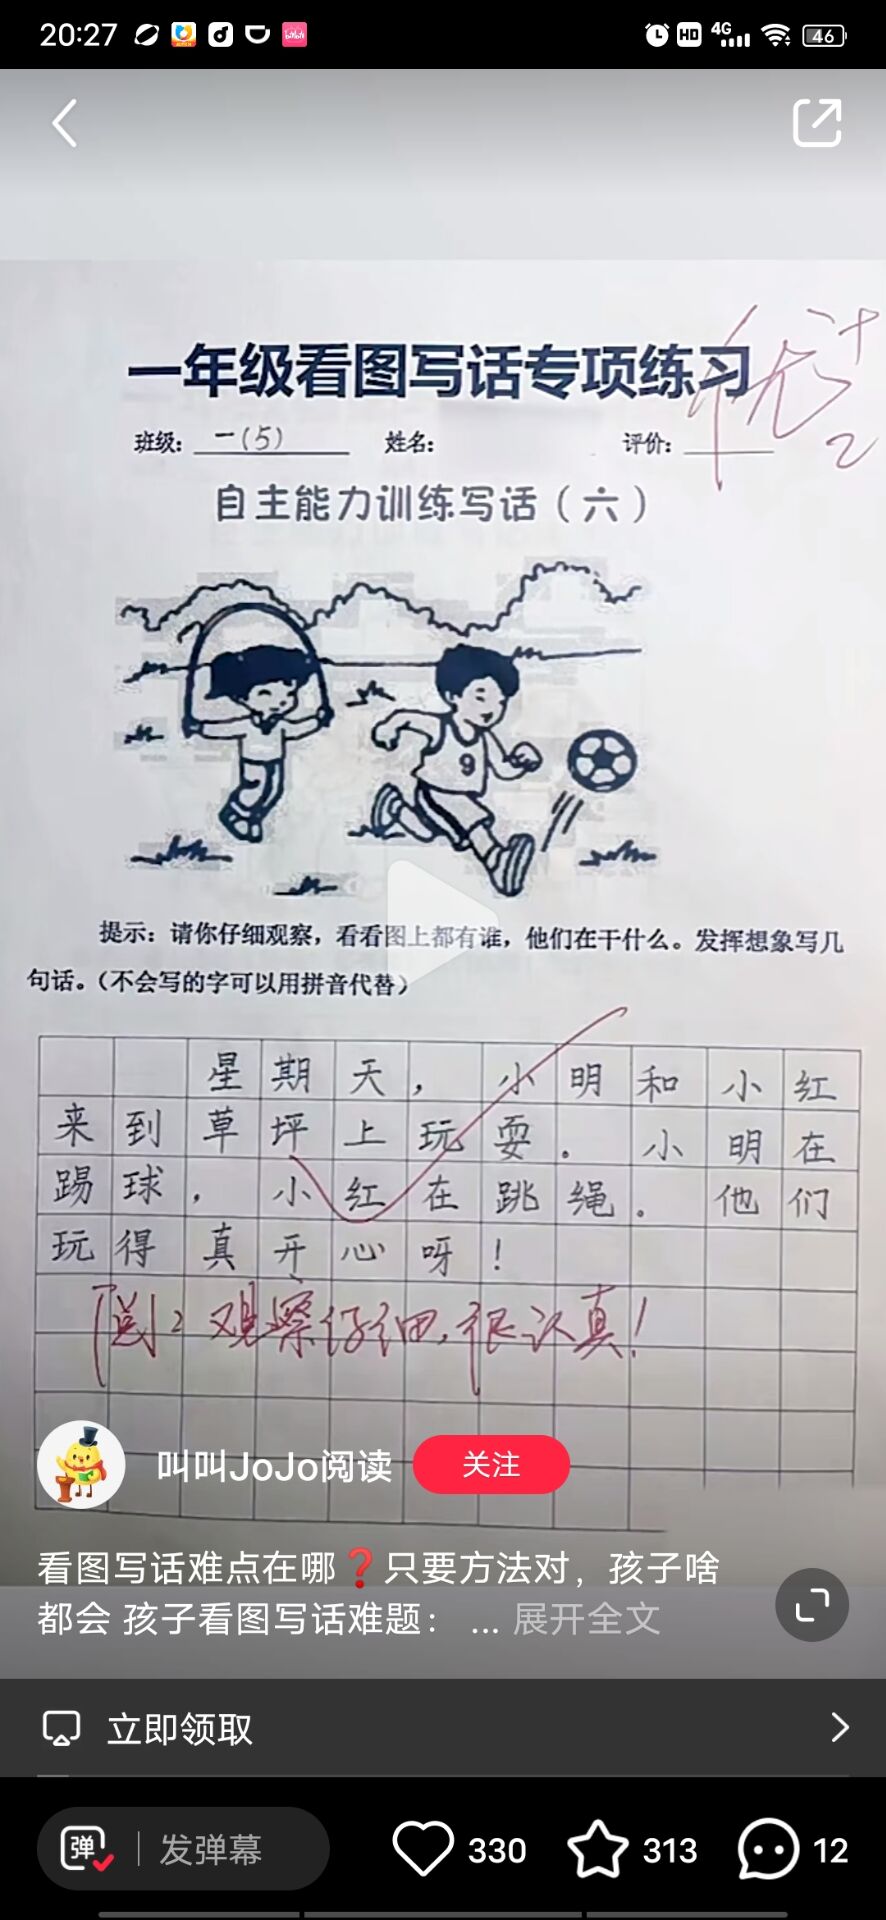 20:27
HD 4G 46
一年级看图写话专项练习
优+2
班级: 一(5) 姓名: 评价:
自主能力训练写话（六）
9
提示：请你仔细观察，看看图上都有谁，他们在干什么。发挥想象写几
句话。（不会写的字可以用拼音代替）
星期天，小明和小红
来到草坪上玩耍。小明在
踢球，小红在跳绳。他们
玩得真开心呀！
观察仔细，很认真！
叫叫JoJo阅读 关注
看图写话难点在哪❓只要方法对，孩子啥
都会 孩子看图写话难题： ... 展开全文
立即领取
弹 发弹幕 330 313 12